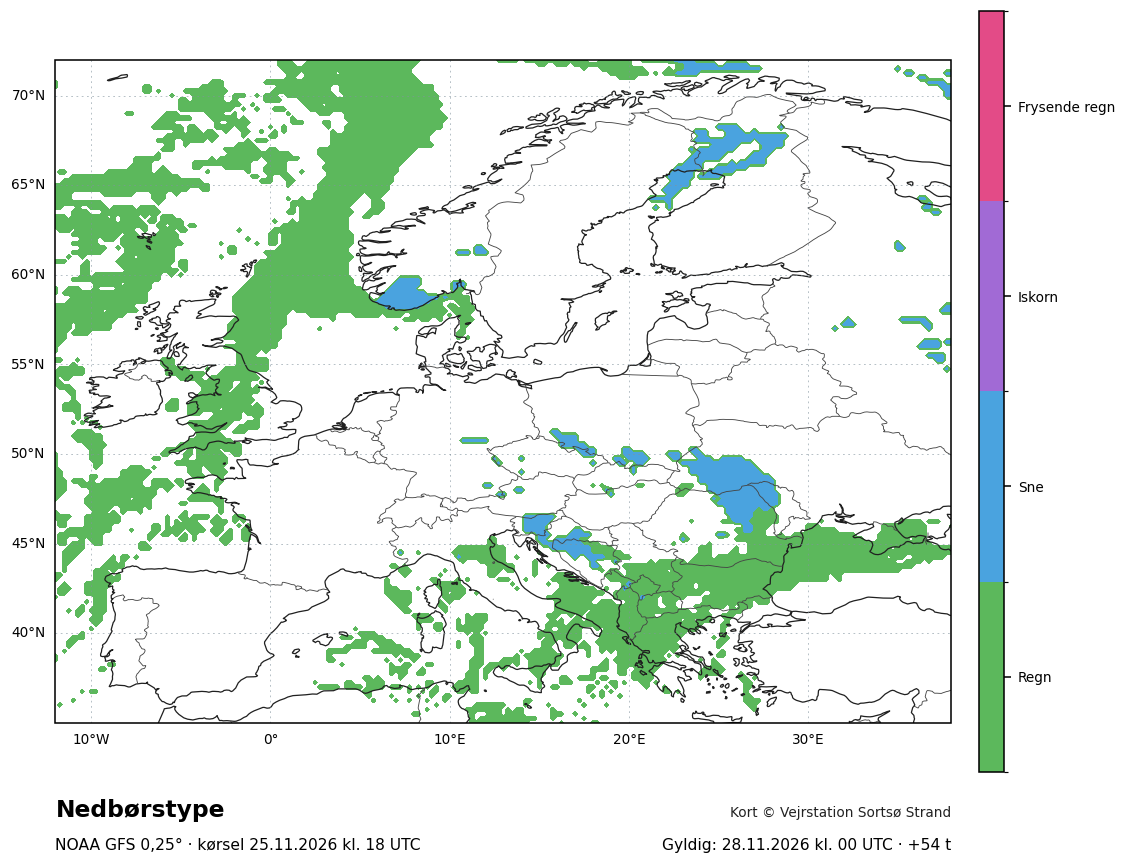 Frysende regn
Iskorn
Sne
Regn
70°N
65°N
60°N
55°N
50°N
45°N
40°N
10°W
0°
10°E
20°E
30°E
Nedbørstype
Kort © Vejrstation Sortsø Strand
NOAA GFS 0,25° · kørsel 25.11.2026 kl. 18 UTC
Gyldig: 28.11.2026 kl. 00 UTC · +54 t